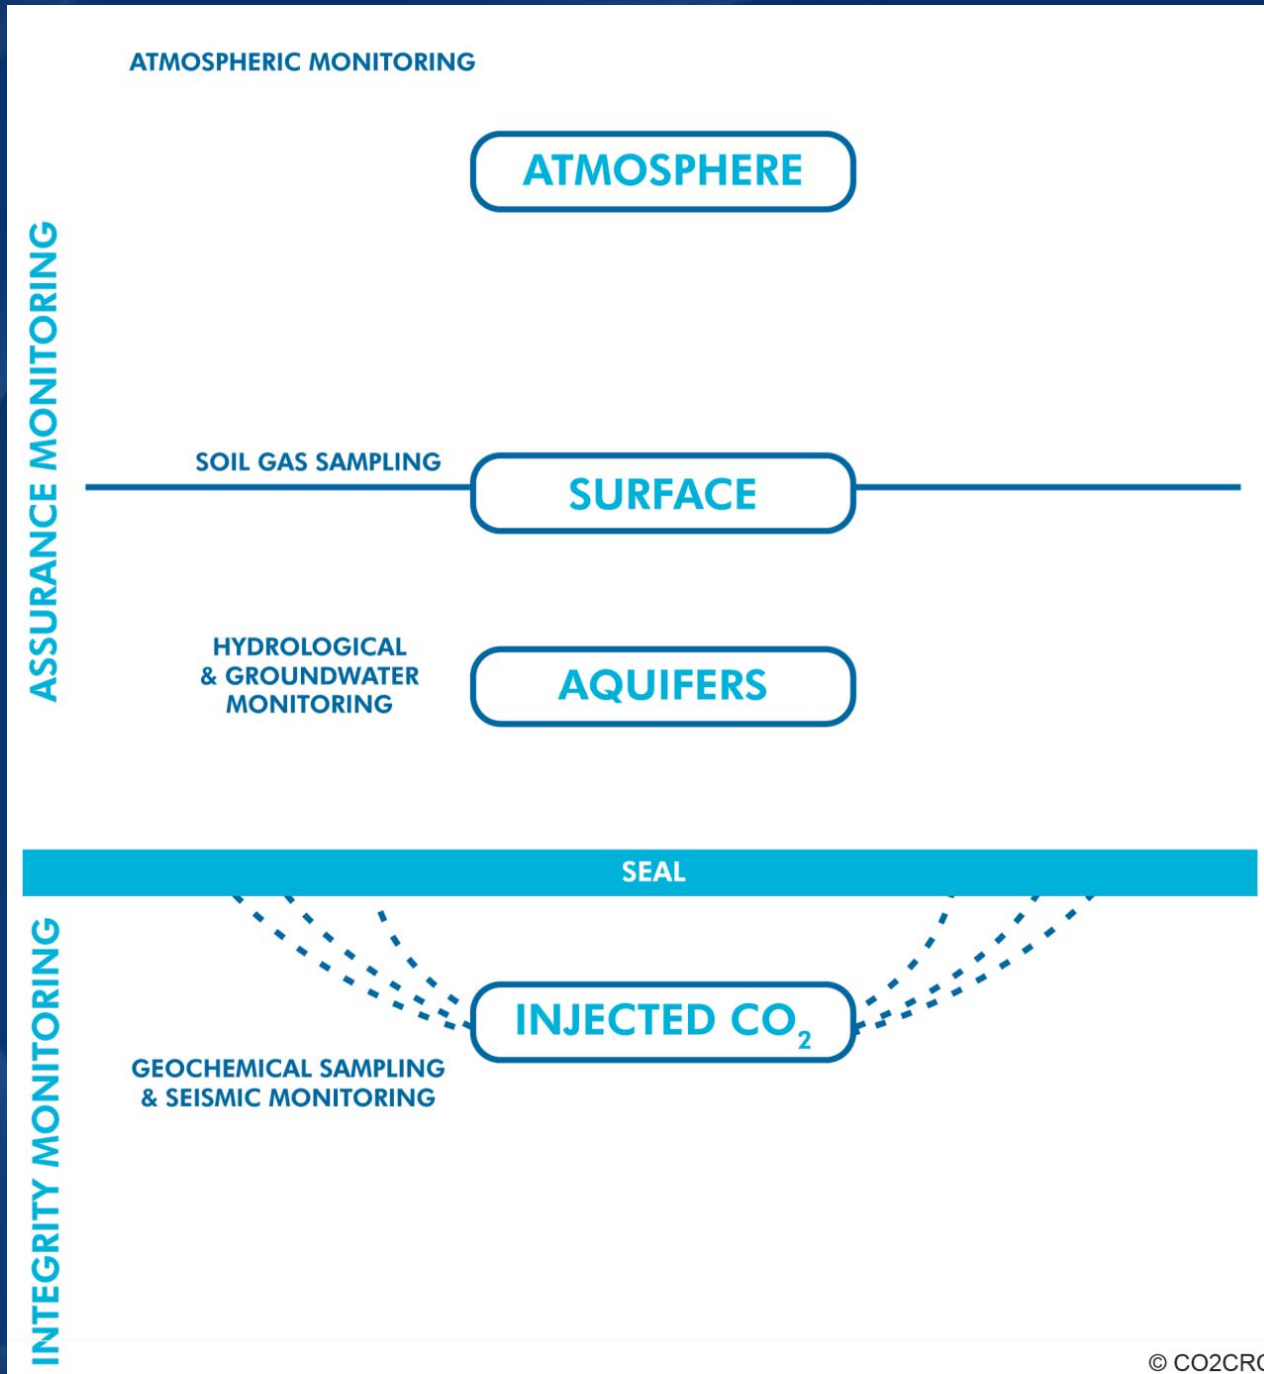 ATMOSPHERIC MONITORING
ATMOSPHERE
ASSURANCE MONITORING
SOIL GAS SAMPLING
SURFACE
HYDROLOGICAL
& GROUNDWATER
MONITORING
AQUIFERS
SEAL
INTEGRITY MONITORING
INJECTED CO₂
GEOCHEMICAL SAMPLING
& SEISMIC MONITORING
© CO2CRC